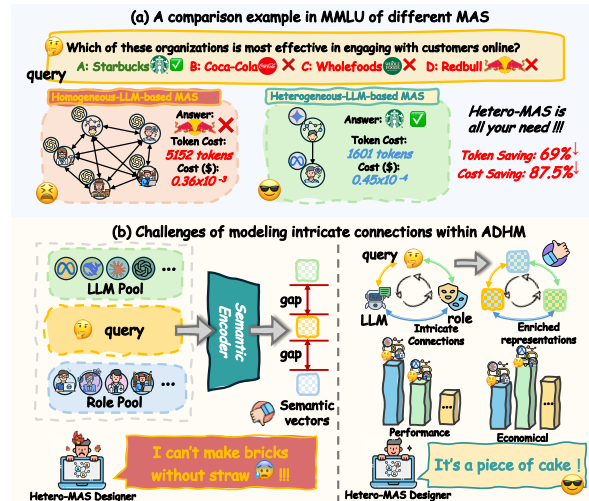 (a) A comparison example in MMLU of different MAS
Which of these organizations is most effective in engaging with customers online?
query
A: Starbucks B: Coca-Cola C: Wholefoods D: Redbull
Homogeneous-LLM-based MAS
Answer:
Token Cost:
5152 tokens
Cost ($):
0.36x10⁻³
Heterogeneous-LLM-based MAS
Answer:
Token Cost:
1601 tokens
Cost ($):
0.45x10⁻⁴
Hetero-MAS is
all your need !!!
Token Saving: 69%↓
Cost Saving: 87.5%↓
(b) Challenges of modeling intricate connections within ADHM
LLM Pool
query
Role Pool
Semantic
Encoder
gap
gap
Semantic
vectors
I can't make bricks
without straw !!!
Hetero-MAS Designer
query
LLM
role
Intricate
Connections
Enriched
representations
Performance
Economical
It's a piece of cake !
Hetero-MAS Designer